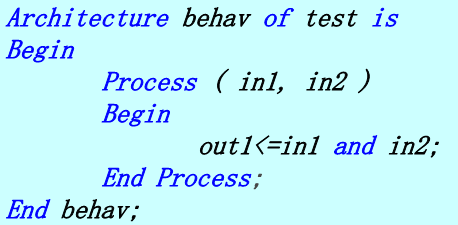 Architecture behav of test is
Begin
Process ( in1, in2 )
Begin
out1<=in1 and in2;
End Process;
End behav;